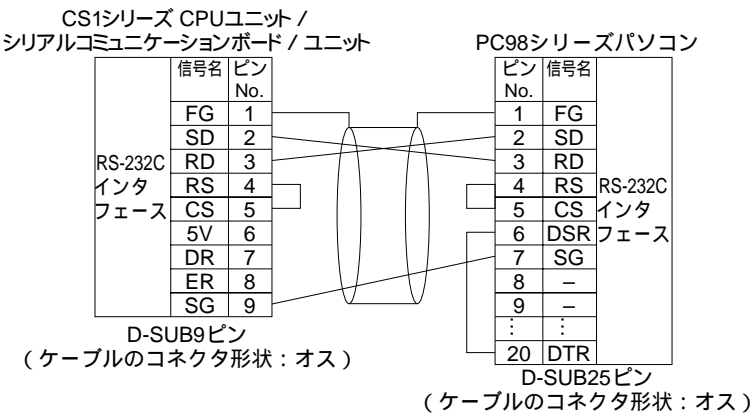 CS1シリーズ CPUユニット /
シリアルコミュニケーションボード / ユニット
信号名 ピン
No.
FG 1
SD 2
RD 3
RS 4
CS 5
5V 6
DR 7
ER 8
SG 9
RS-232C
インタ
フェース
D-SUB9ピン
（ケーブルのコネクタ形状：オス）
PC98シリーズパソコン
ピン 信号名
No.
1 FG
2 SD
3 RD
4 RS
5 CS
6 DSR
7 SG
8 –
9 –
⋮ ⋮
20 DTR
RS-232C
インタ
フェース
D-SUB25ピン
（ケーブルのコネクタ形状：オス）